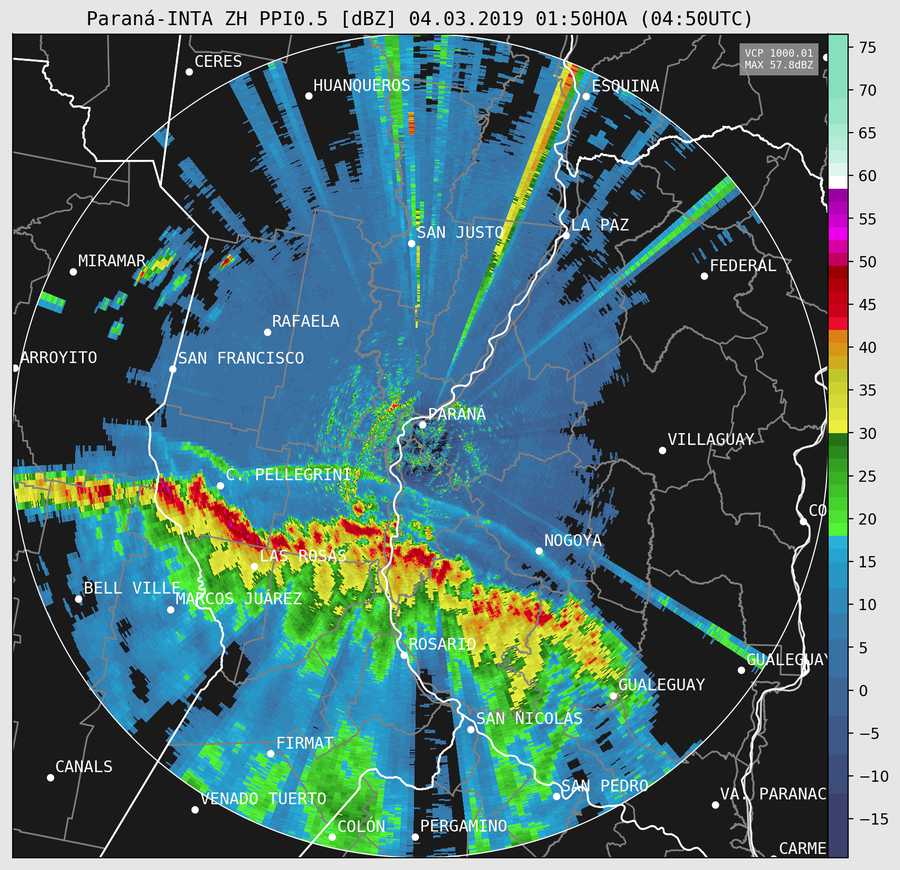 Paraná-INTA ZH PPI0.5 [dBZ] 04.03.2019 01:50HOA (04:50UTC)
VCP 1000.01
MAX 57.8dBZ
CERES
HUANQUEROS
ESQUINA
SAN JUSTO
LA PAZ
MIRAMAR
FEDERAL
RAFAELA
ARROYITO
SAN FRANCISCO
PARANÁ
VILLAGUAY
C. PELLEGRINI
CO
NOGOYA
LAS ROSAS
BELL VILLE
MARCOS JUÁREZ
ROSARIO
GUALEGUAY
GUALEGUAY
SAN NICOLAS
FIRMAT
CANALS
SAN PEDRO
VENADO TUERTO
VA. PARANAC
COLÓN
PERGAMINO
CARME
75
70
65
60
55
50
45
40
35
30
25
20
15
10
5
0
−5
−10
−15